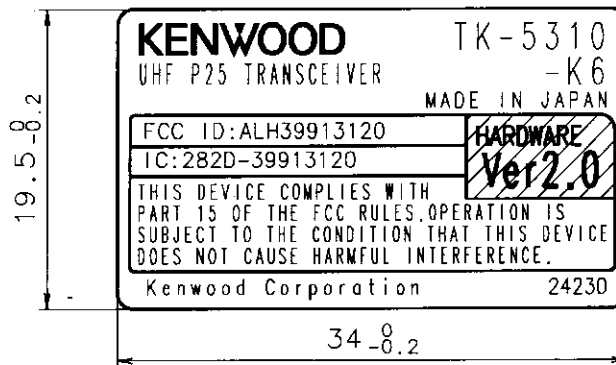 KENWOOD TK-5310
UHF P25 TRANSCEIVER -K6
MADE IN JAPAN
FCC ID:ALH39913120 HARDWARE
IC:282D-39913120 Ver2.0
THIS DEVICE COMPLIES WITH
PART 15 OF THE FCC RULES.OPERATION IS
SUBJECT TO THE CONDITION THAT THIS DEVICE
DOES NOT CAUSE HARMFUL INTERFERENCE.
Kenwood Corporation 24230
19.5 0 -0.2
34 0 -0.2